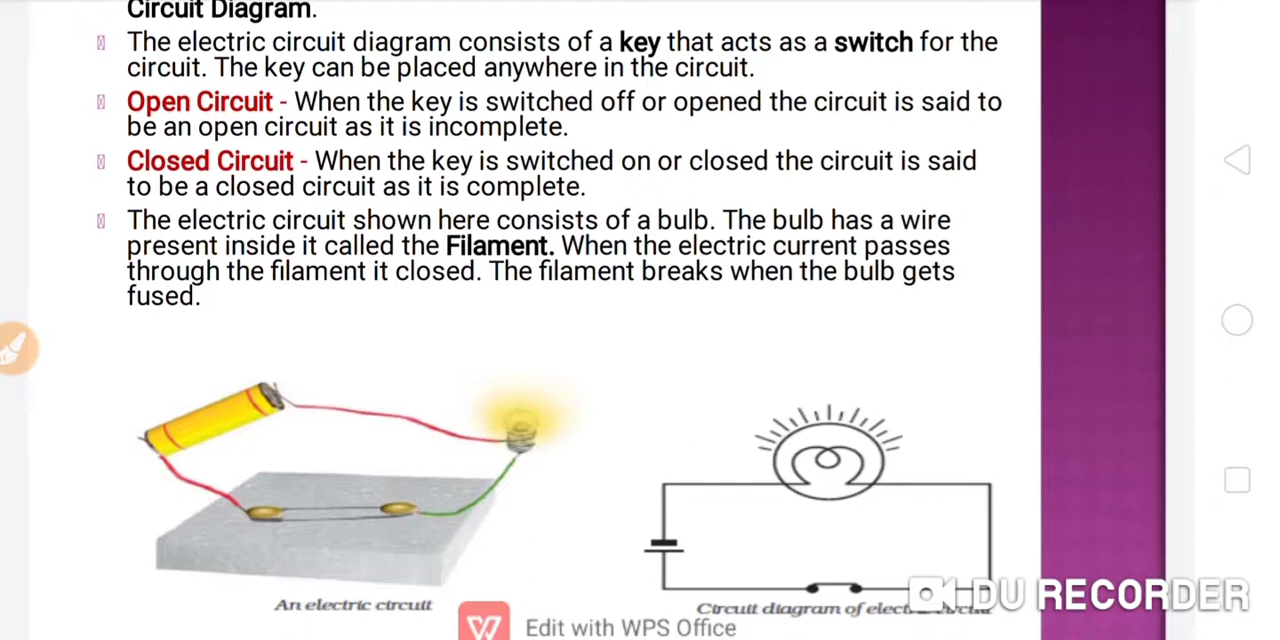 Circuit Diagram.
The electric circuit diagram consists of a key that acts as a switch for the
circuit. The key can be placed anywhere in the circuit.
Open Circuit - When the key is switched off or opened the circuit is said to
be an open circuit as it is incomplete.
Closed Circuit - When the key is switched on or closed the circuit is said
to be a closed circuit as it is complete.
The electric circuit shown here consists of a bulb. The bulb has a wire
present inside it called the Filament. When the electric current passes
through the filament it closed. The filament breaks when the bulb gets
fused.
An electric circuit
Circuit diagram of
DU RECORDER
Edit with WPS Office